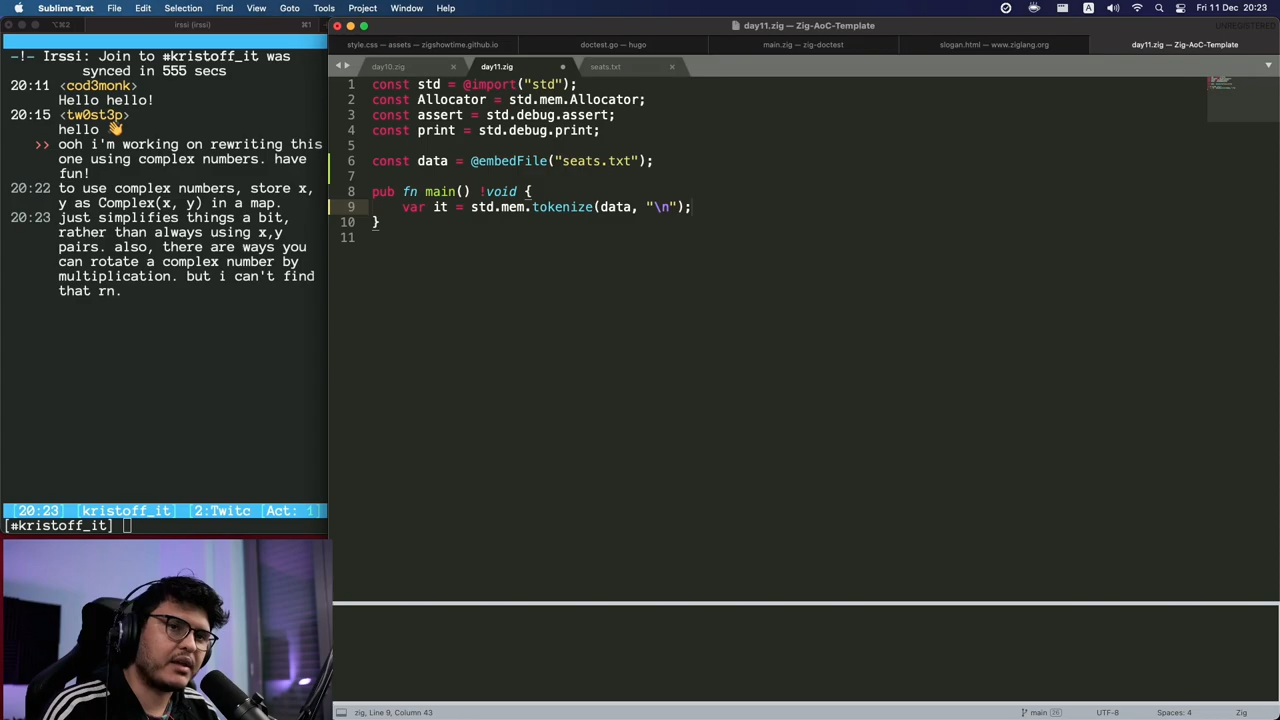 Sublime Text File Edit Selection Find View Goto Tools Project Window Help
Fri 11 Dec 20:23
⌥⌘2 irssi (irssi) ⌘1
-!- Irssi: Join to #kristoff_it was
synced in 555 secs
20:11 <cod3monk>
Hello hello!
20:15 <tw0st3p>
hello 👋
>> ooh i'm working on rewriting this
one using complex numbers. have
fun!
20:22 to use complex numbers, store x,
y as Complex(x, y) in a map.
20:23 just simplifies things a bit,
rather than always using x,y
pairs. also, there are ways you
can rotate a complex number by
multiplication. but i can't find
that rn.
[20:23] [kristoff_it] [2:Twitc [Act: 1]
[#kristoff_it]
day11.zig — Zig-AoC-Template
UNREGISTERED
style.css — assets — zigshowtime.github.io
doctest.go — hugo
main.zig — zig-doctest
slogan.html — www.ziglang.org
day11.zig — Zig-AoC-Template
day10.zig
day11.zig
seats.txt
1 const std = @import("std");
2 const Allocator = std.mem.Allocator;
3 const assert = std.debug.assert;
4 const print = std.debug.print;
5
6 const data = @embedFile("seats.txt");
7
8 pub fn main() !void {
9 var it = std.mem.tokenize(data, "\n");
10 }
11
zig, Line 9, Column 43
main 26
UTF-8
Spaces: 4
Zig